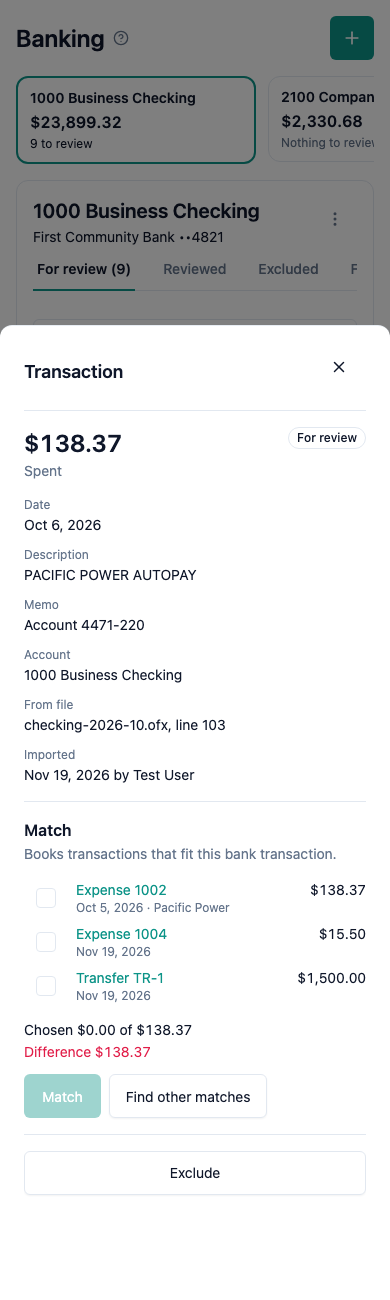 Banking
1000 Business Checking
$23,899.32
9 to review
2100 Compan
$2,330.68
Nothing to review
1000 Business Checking
First Community Bank ••4821
For review (9)
Reviewed
Excluded
F
Transaction
$138.37
For review
Spent
Date
Oct 6, 2026
Description
PACIFIC POWER AUTOPAY
Memo
Account 4471-220
Account
1000 Business Checking
From file
checking-2026-10.ofx, line 103
Imported
Nov 19, 2026 by Test User
Match
Books transactions that fit this bank transaction.
Expense 1002 $138.37
Oct 5, 2026 · Pacific Power
Expense 1004 $15.50
Nov 19, 2026
Transfer TR-1 $1,500.00
Nov 19, 2026
Chosen $0.00 of $138.37
Difference $138.37
Match
Find other matches
Exclude